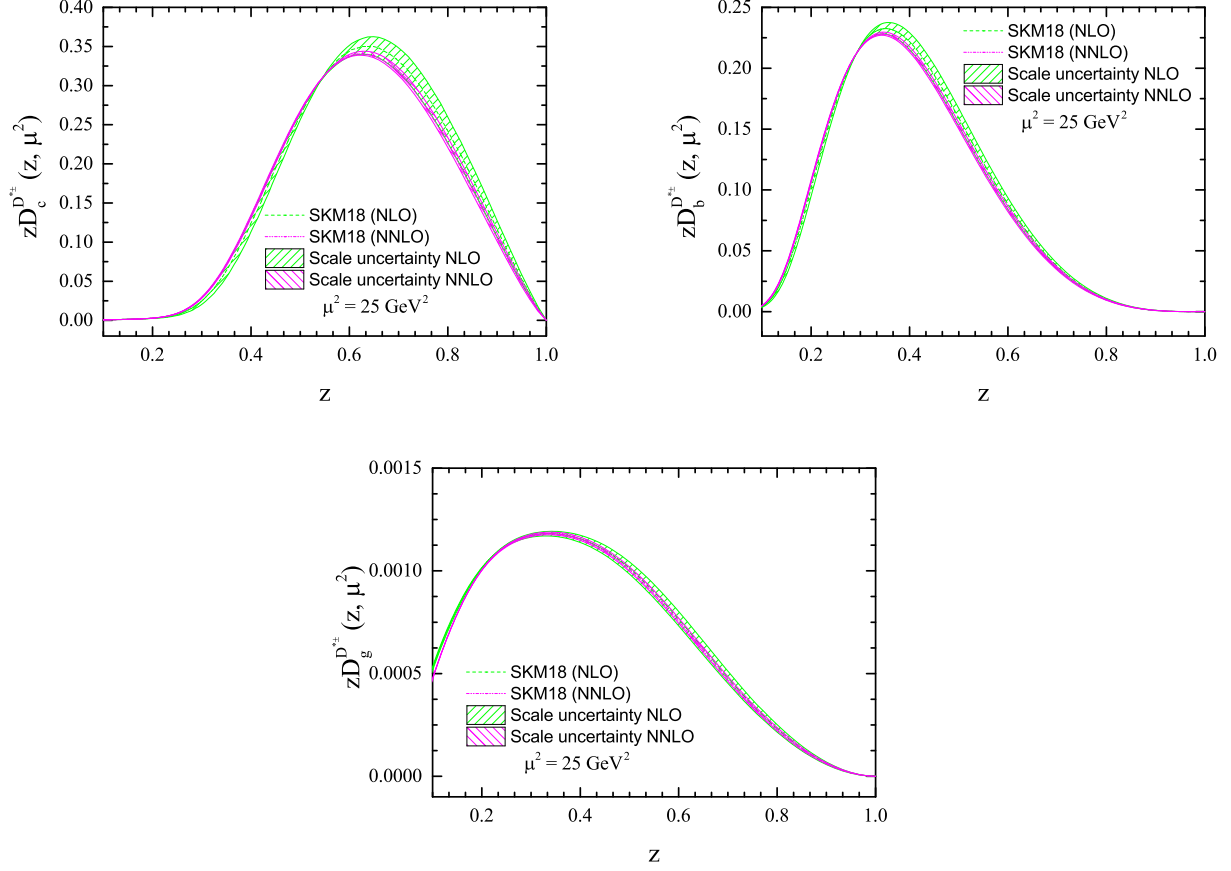 0.40
0.35
0.30
0.25
0.20
0.15
0.10
0.05
0.00
zD_c^{D^{*±}} (z, μ²)
SKM18 (NLO)
SKM18 (NNLO)
Scale uncertainty NLO
Scale uncertainty NNLO
μ² = 25 GeV²
0.2 0.4 0.6 0.8 1.0
z
0.25
0.20
0.15
0.10
0.05
0.00
zD_b^{D^{*±}} (z, μ²)
SKM18 (NLO)
SKM18 (NNLO)
Scale uncertainty NLO
Scale uncertainty NNLO
μ² = 25 GeV²
0.2 0.4 0.6 0.8 1.0
z
0.0015
0.0010
0.0005
0.0000
zD_g^{D^{*±}} (z, μ²)
SKM18 (NLO)
SKM18 (NNLO)
Scale uncertainty NLO
Scale uncertainty NNLO
μ² = 25 GeV²
0.2 0.4 0.6 0.8 1.0
z